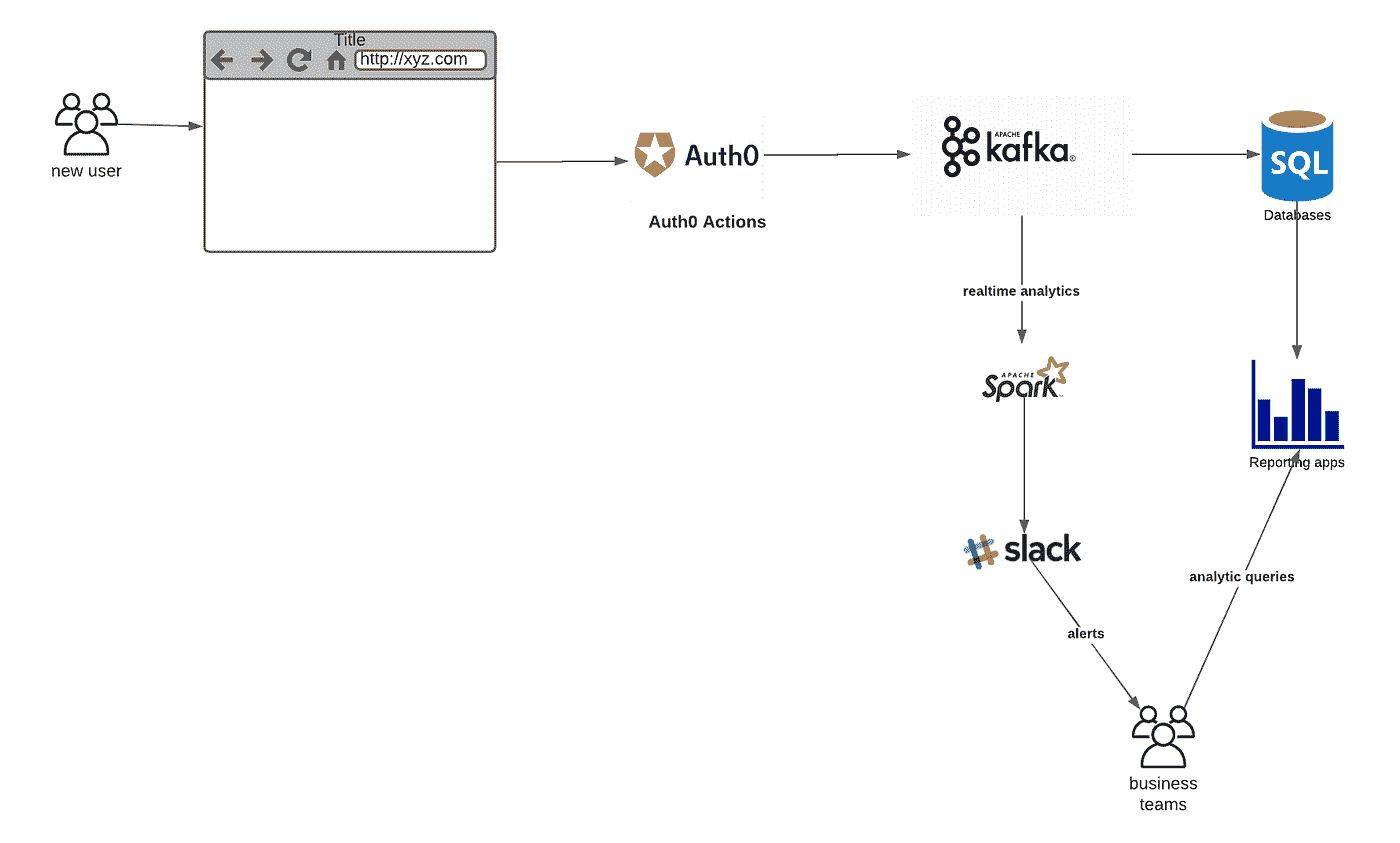 Title
http://xyz.com
new user
Auth0
Auth0 Actions
APACHE
kafka®
SQL
Databases
realtime analytics
APACHE
Spark™
Reporting apps
slack
analytic queries
alerts
business
teams